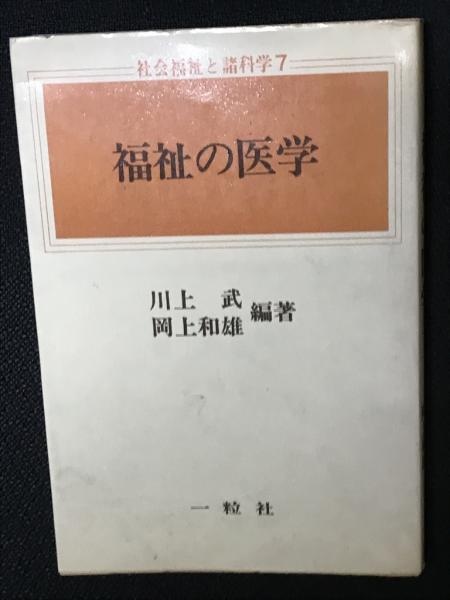 社会福祉と諸科学7
福祉の医学
川上 武
岡上和雄 編著
一粒社